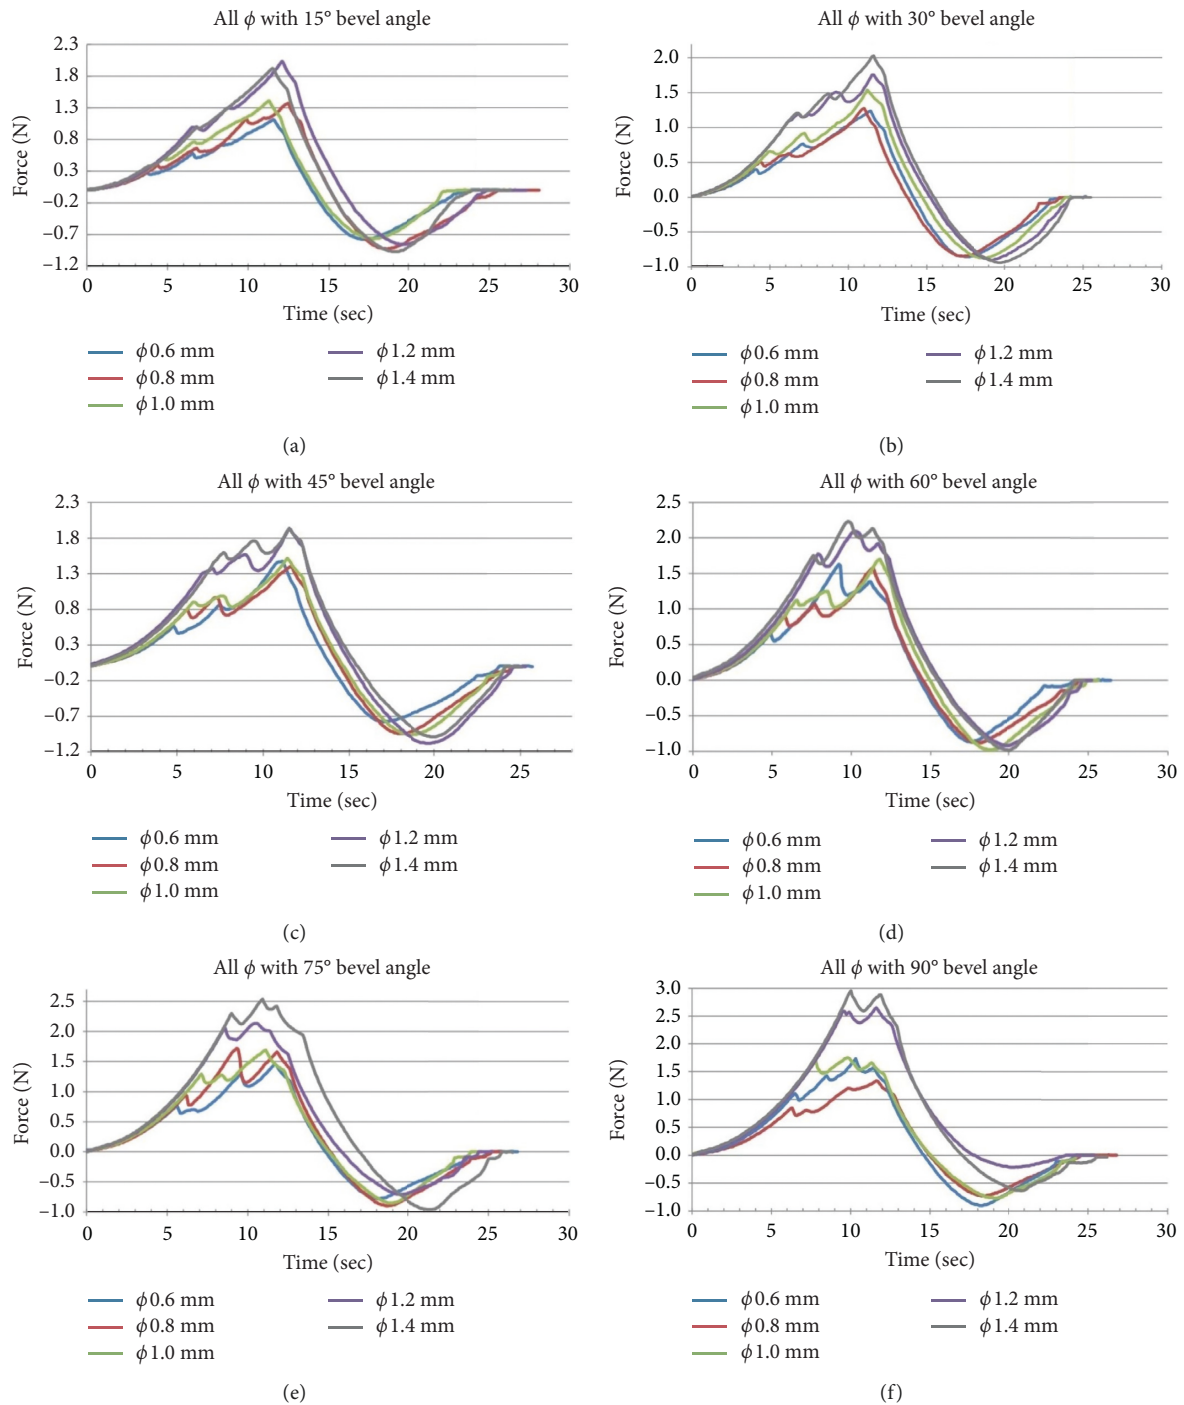 All ϕ with 15° bevel angle
Force (N)
2.3
1.8
1.3
0.8
0.3
−0.2
−0.7
−1.2
0 5 10 15 20 25 30
Time (sec)
ϕ0.6 mm ϕ1.2 mm
ϕ0.8 mm ϕ1.4 mm
ϕ1.0 mm
(a)
All ϕ with 30° bevel angle
Force (N)
2.0
1.5
1.0
0.5
0.0
−0.5
−1.0
0 5 10 15 20 25 30
Time (sec)
ϕ0.6 mm ϕ1.2 mm
ϕ0.8 mm ϕ1.4 mm
ϕ1.0 mm
(b)
All ϕ with 45° bevel angle
Force (N)
2.3
1.8
1.3
0.8
0.3
−0.2
−0.7
−1.2
0 5 10 15 20 25
Time (sec)
ϕ0.6 mm ϕ1.2 mm
ϕ0.8 mm ϕ1.4 mm
ϕ1.0 mm
(c)
All ϕ with 60° bevel angle
Force (N)
2.5
2.0
1.5
1.0
0.5
0.0
−0.5
−1.0
0 5 10 15 20 25 30
Time (sec)
ϕ0.6 mm ϕ1.2 mm
ϕ0.8 mm ϕ1.4 mm
ϕ1.0 mm
(d)
All ϕ with 75° bevel angle
Force (N)
2.5
2.0
1.5
1.0
0.5
0.0
−0.5
−1.0
0 5 10 15 20 25 30
Time (sec)
ϕ0.6 mm ϕ1.2 mm
ϕ0.8 mm ϕ1.4 mm
ϕ1.0 mm
(e)
All ϕ with 90° bevel angle
Force (N)
3.0
2.5
2.0
1.5
1.0
0.5
0.0
−0.5
−1.0
0 5 10 15 20 25 30
Time (sec)
ϕ0.6 mm ϕ1.2 mm
ϕ0.8 mm ϕ1.4 mm
ϕ1.0 mm
(f)